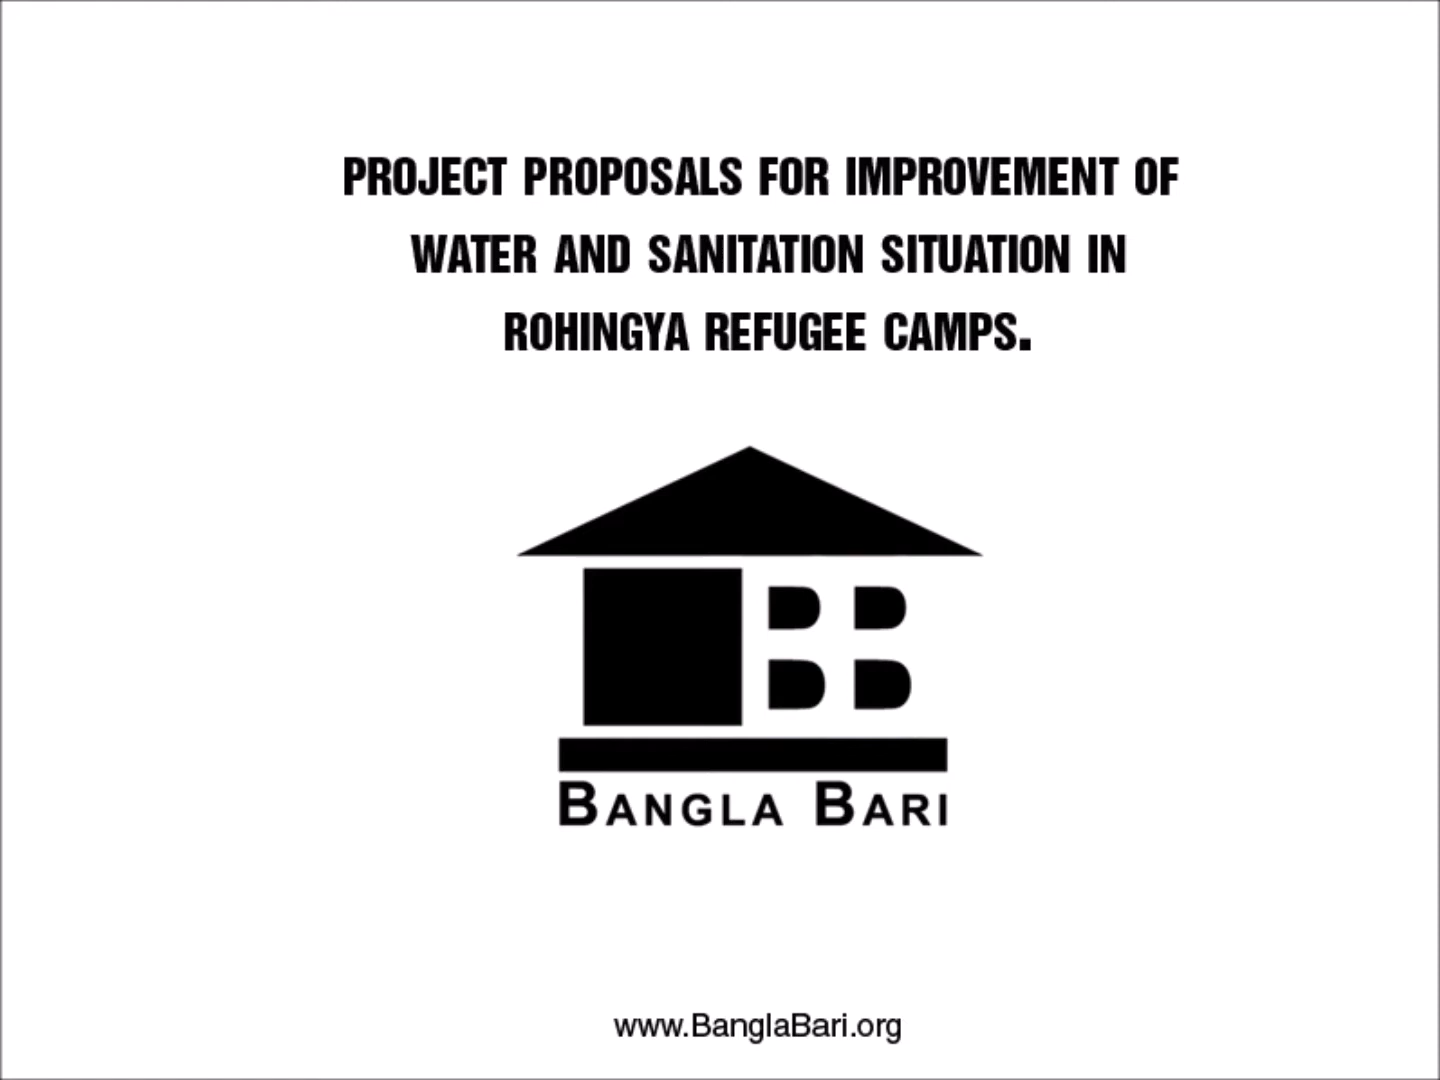 PROJECT PROPOSALS FOR IMPROVEMENT OF
WATER AND SANITATION SITUATION IN
ROHINGYA REFUGEE CAMPS.
BB
BANGLA BARI
www.BanglaBari.org